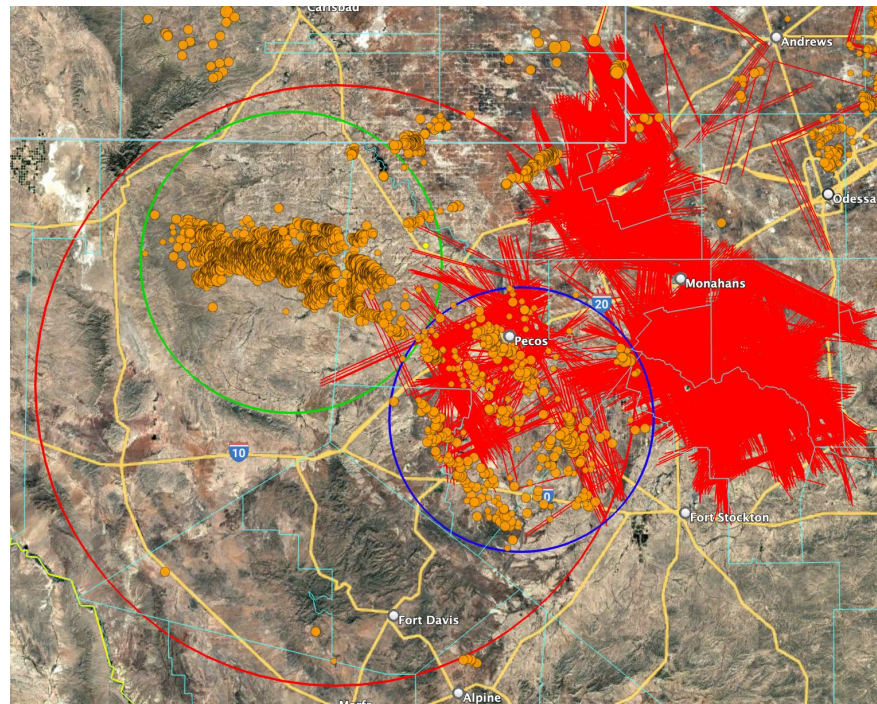 Carlsbad
Andrews
Odessa
Monahans
20
Pecos
10
Fort Stockton
Fort Davis
Alpine